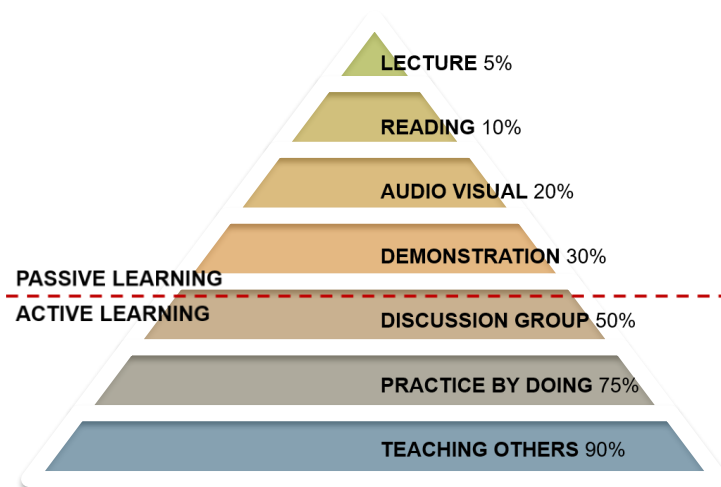 LECTURE 5%
READING 10%
AUDIO VISUAL 20%
DEMONSTRATION 30%
PASSIVE LEARNING
ACTIVE LEARNING
DISCUSSION GROUP 50%
PRACTICE BY DOING 75%
TEACHING OTHERS 90%